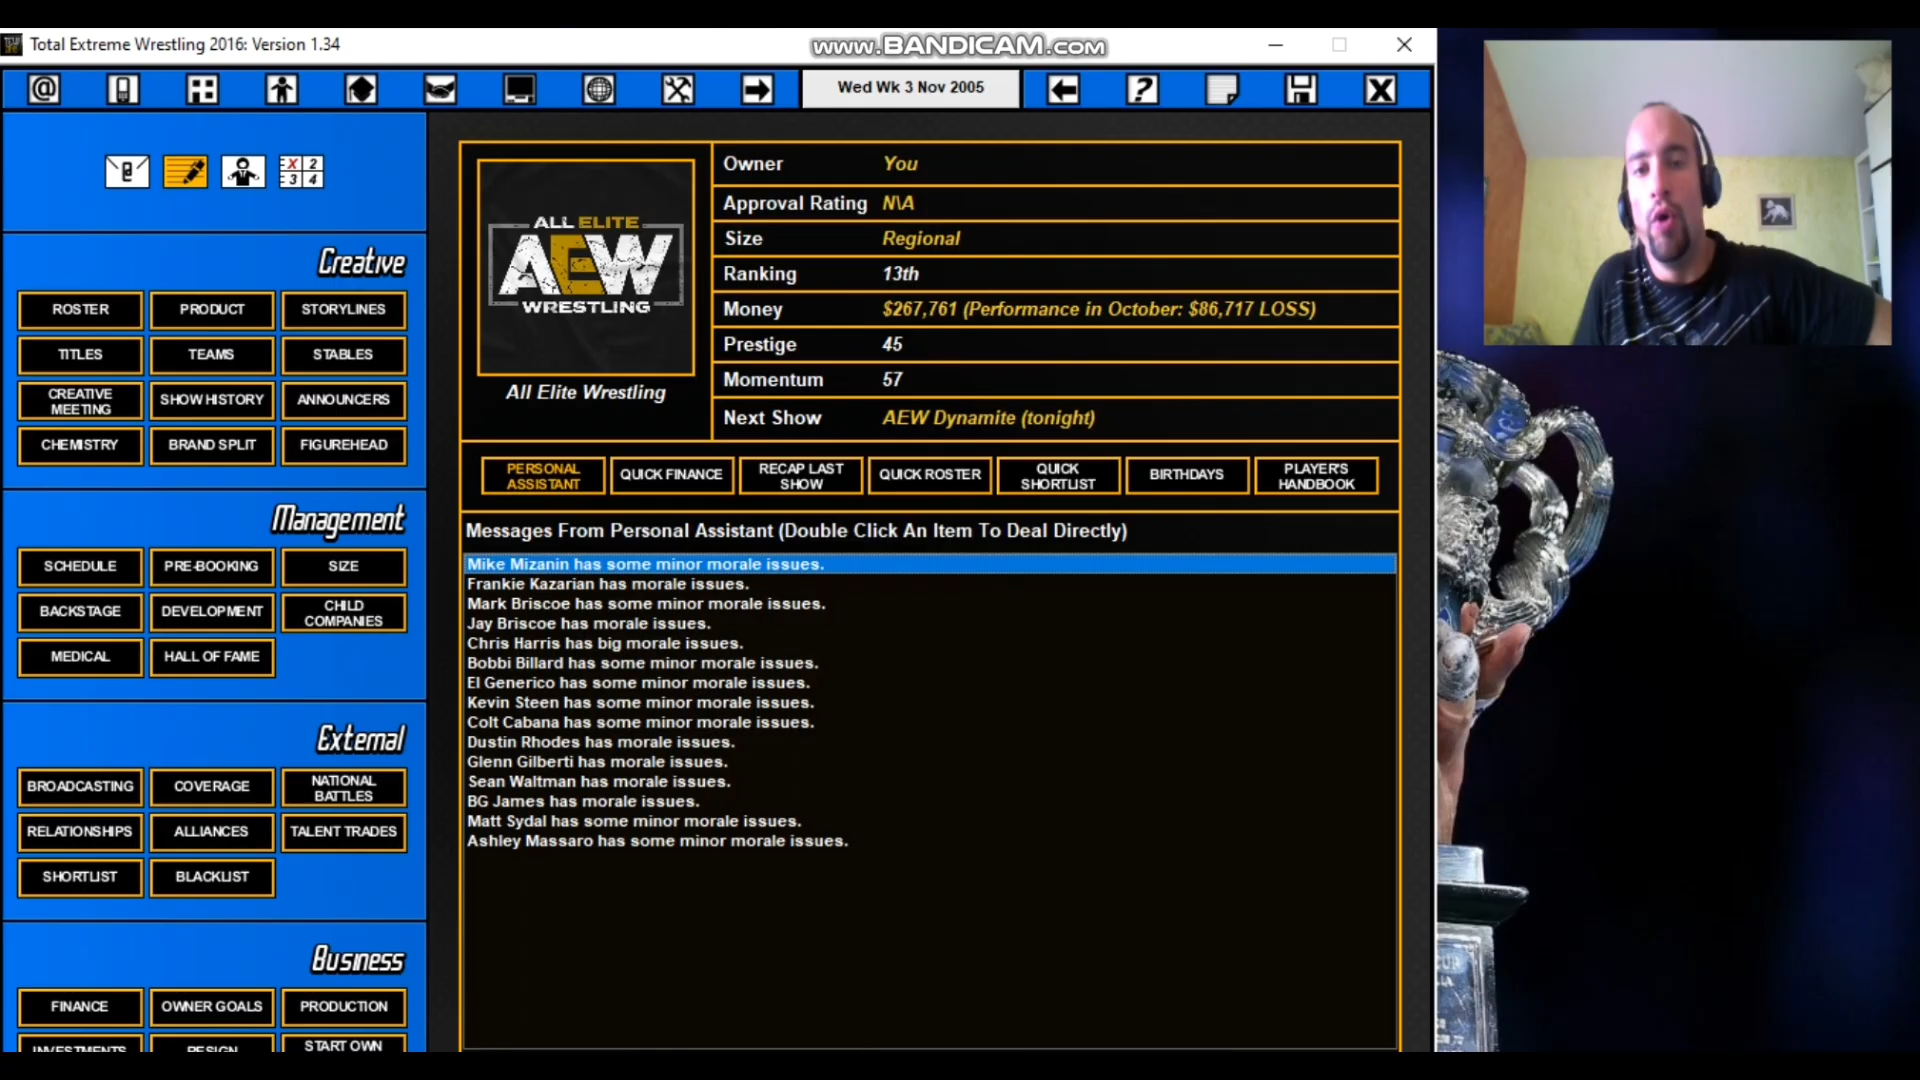 Total Extreme Wrestling 2016: Version 1.34
www.BANDICAM.com
Wed Wk 3 Nov 2005
Creative
ROSTER
PRODUCT
STORYLINES
TITLES
TEAMS
STABLES
CREATIVE
MEETING
SHOW HISTORY
ANNOUNCERS
CHEMISTRY
BRAND SPLIT
FIGUREHEAD
Management
SCHEDULE
PRE-BOOKING
SIZE
BACKSTAGE
DEVELOPMENT
CHILD
COMPANIES
MEDICAL
HALL OF FAME
External
BROADCASTING
COVERAGE
NATIONAL
BATTLES
RELATIONSHIPS
ALLIANCES
TALENT TRADES
SHORTLIST
BLACKLIST
Business
FINANCE
OWNER GOALS
PRODUCTION
INVESTMENTS
RESIGN
START OWN
ALL ELITE
AEW
WRESTLING
All Elite Wrestling
Owner You
Approval Rating N\A
Size Regional
Ranking 13th
Money $267,761 (Performance in October: $86,717 LOSS)
Prestige 45
Momentum 57
Next Show AEW Dynamite (tonight)
PERSONAL
ASSISTANT
QUICK FINANCE
RECAP LAST
SHOW
QUICK ROSTER
QUICK
SHORTLIST
BIRTHDAYS
PLAYER'S
HANDBOOK
Messages From Personal Assistant (Double Click An Item To Deal Directly)
Mike Mizanin has some minor morale issues.
Frankie Kazarian has morale issues.
Mark Briscoe has some minor morale issues.
Jay Briscoe has morale issues.
Chris Harris has big morale issues.
Bobbi Billard has some minor morale issues.
El Generico has some minor morale issues.
Kevin Steen has some minor morale issues.
Colt Cabana has some minor morale issues.
Dustin Rhodes has morale issues.
Glenn Gilberti has morale issues.
Sean Waltman has morale issues.
BG James has morale issues.
Matt Sydal has some minor morale issues.
Ashley Massaro has some minor morale issues.